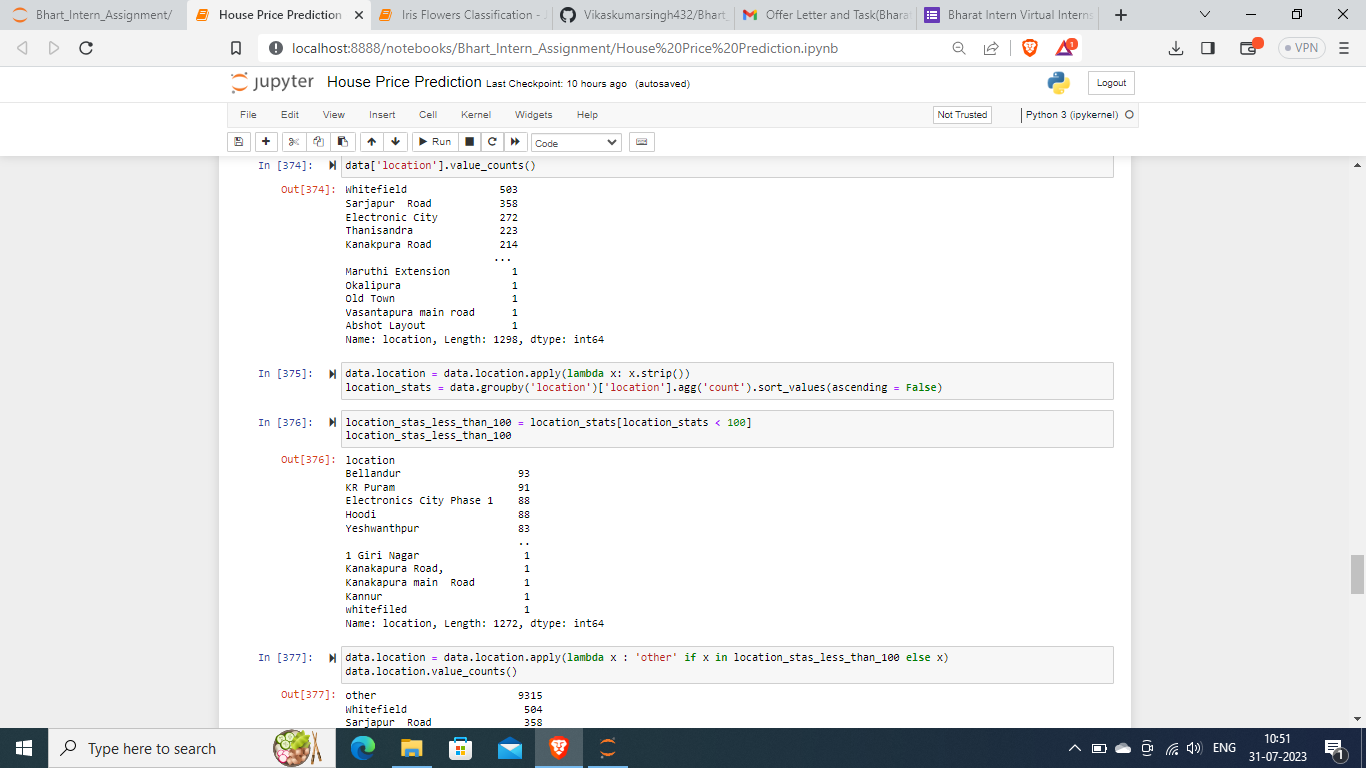 Bhart_Intern_Assignment/
House Price Prediction
Iris Flowers Classification - J
Vikaskumarsingh432/Bhart_
Offer Letter and Task(Bharat
Bharat Intern Virtual Interns
localhost:8888/notebooks/Bhart_Intern_Assignment/House%20Price%20Prediction.ipynb
1
VPN
jupyter House Price Prediction Last Checkpoint: 10 hours ago (autosaved)
Logout
File Edit View Insert Cell Kernel Widgets Help
Not Trusted
Python 3 (ipykernel)
Run
Code
In [374]: data['location'].value_counts()
Out[374]: Whitefield 503
Sarjapur  Road 358
Electronic City 272
Thanisandra 223
Kanakpura Road 214
...
Maruthi Extension 1
Okalipura 1
Old Town 1
Vasantapura main road 1
Abshot Layout 1
Name: location, Length: 1298, dtype: int64
In [375]: data.location = data.location.apply(lambda x: x.strip())
location_stats = data.groupby('location')['location'].agg('count').sort_values(ascending = False)
In [376]: location_stas_less_than_100 = location_stats[location_stats < 100]
location_stas_less_than_100
Out[376]: location
Bellandur 93
KR Puram 91
Electronics City Phase 1 88
Hoodi 88
Yeshwanthpur 83
..
1 Giri Nagar 1
Kanakapura Road, 1
Kanakapura main  Road 1
Kannur 1
whitefiled 1
Name: location, Length: 1272, dtype: int64
In [377]: data.location = data.location.apply(lambda x : 'other' if x in location_stas_less_than_100 else x)
data.location.value_counts()
Out[377]: other 9315
Whitefield 504
Sarjapur  Road 358
Type here to search
ENG
10:51
31-07-2023
1